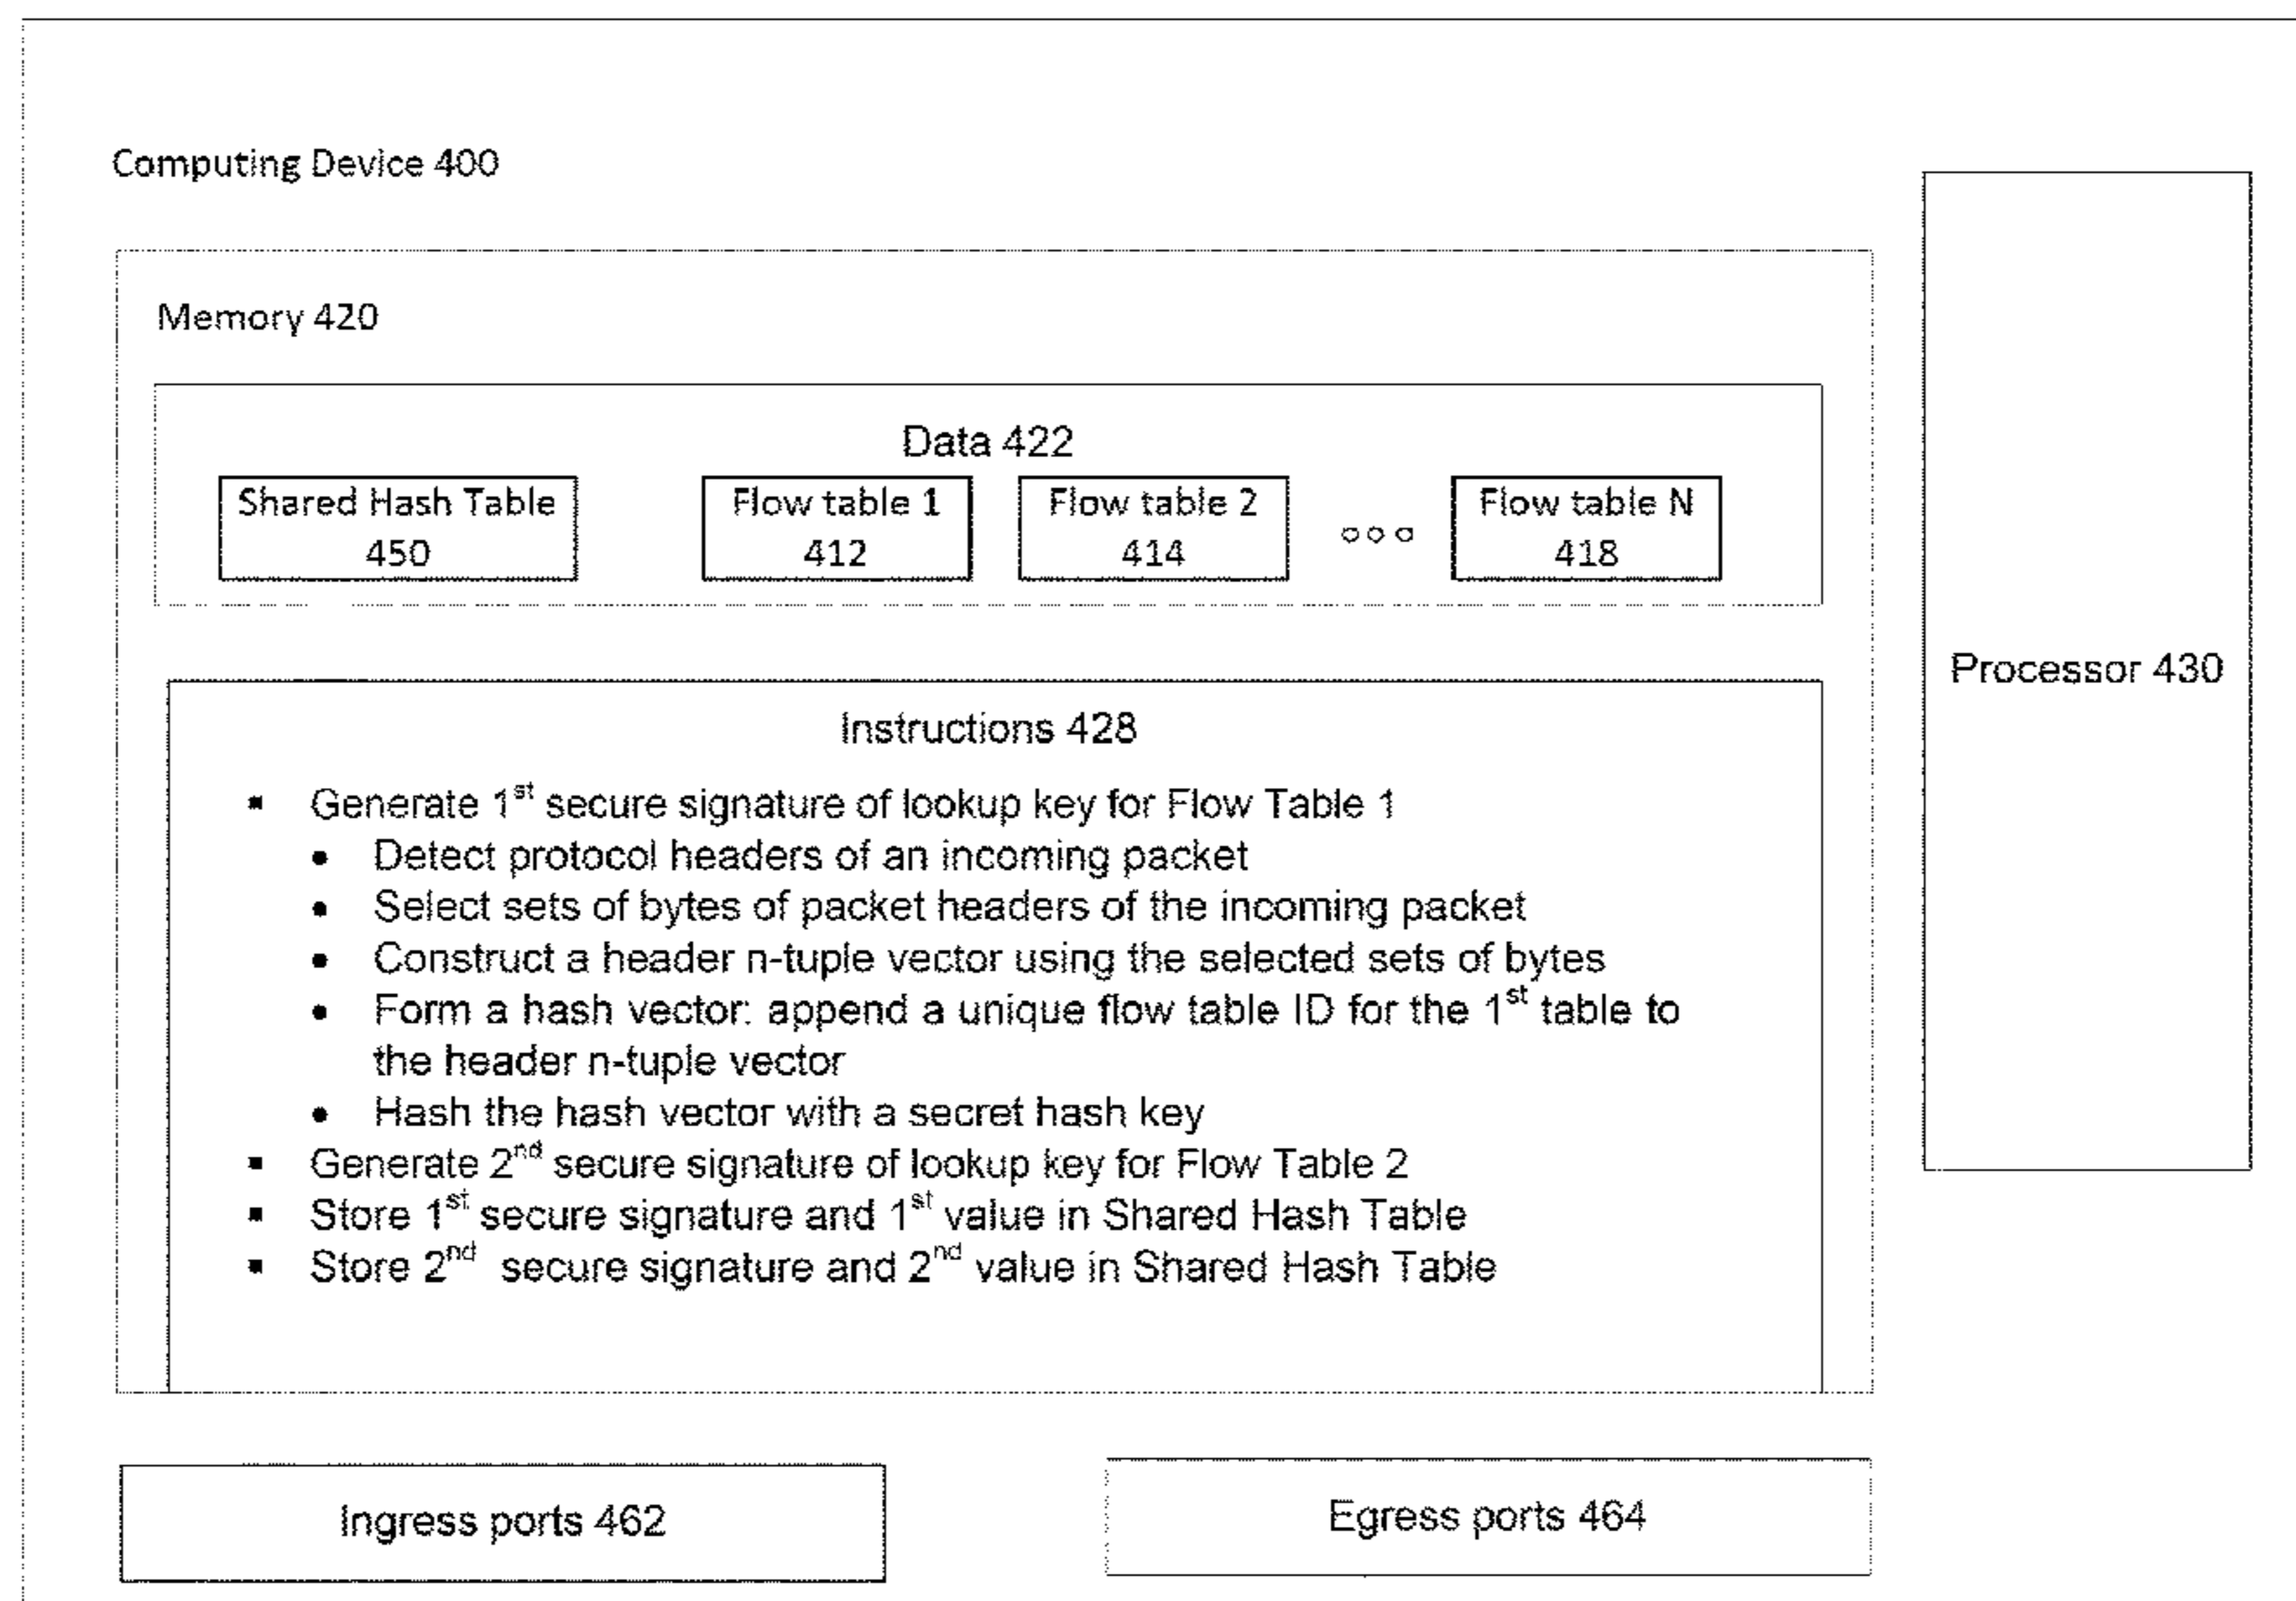 Computing Device 400
Memory 420
Data 422
Shared Hash Table
450
Flow table 1
412
Flow table 2
414
Flow table N
418
Processor 430
Instructions 428
▪ Generate 1st secure signature of lookup key for Flow Table 1
• Detect protocol headers of an incoming packet
• Select sets of bytes of packet headers of the incoming packet
• Construct a header n-tuple vector using the selected sets of bytes
• Form a hash vector: append a unique flow table ID for the 1st table to
the header n-tuple vector
• Hash the hash vector with a secret hash key
▪ Generate 2nd secure signature of lookup key for Flow Table 2
▪ Store 1st secure signature and 1st value in Shared Hash Table
▪ Store 2nd secure signature and 2nd value in Shared Hash Table
Ingress ports 462
Egress ports 464